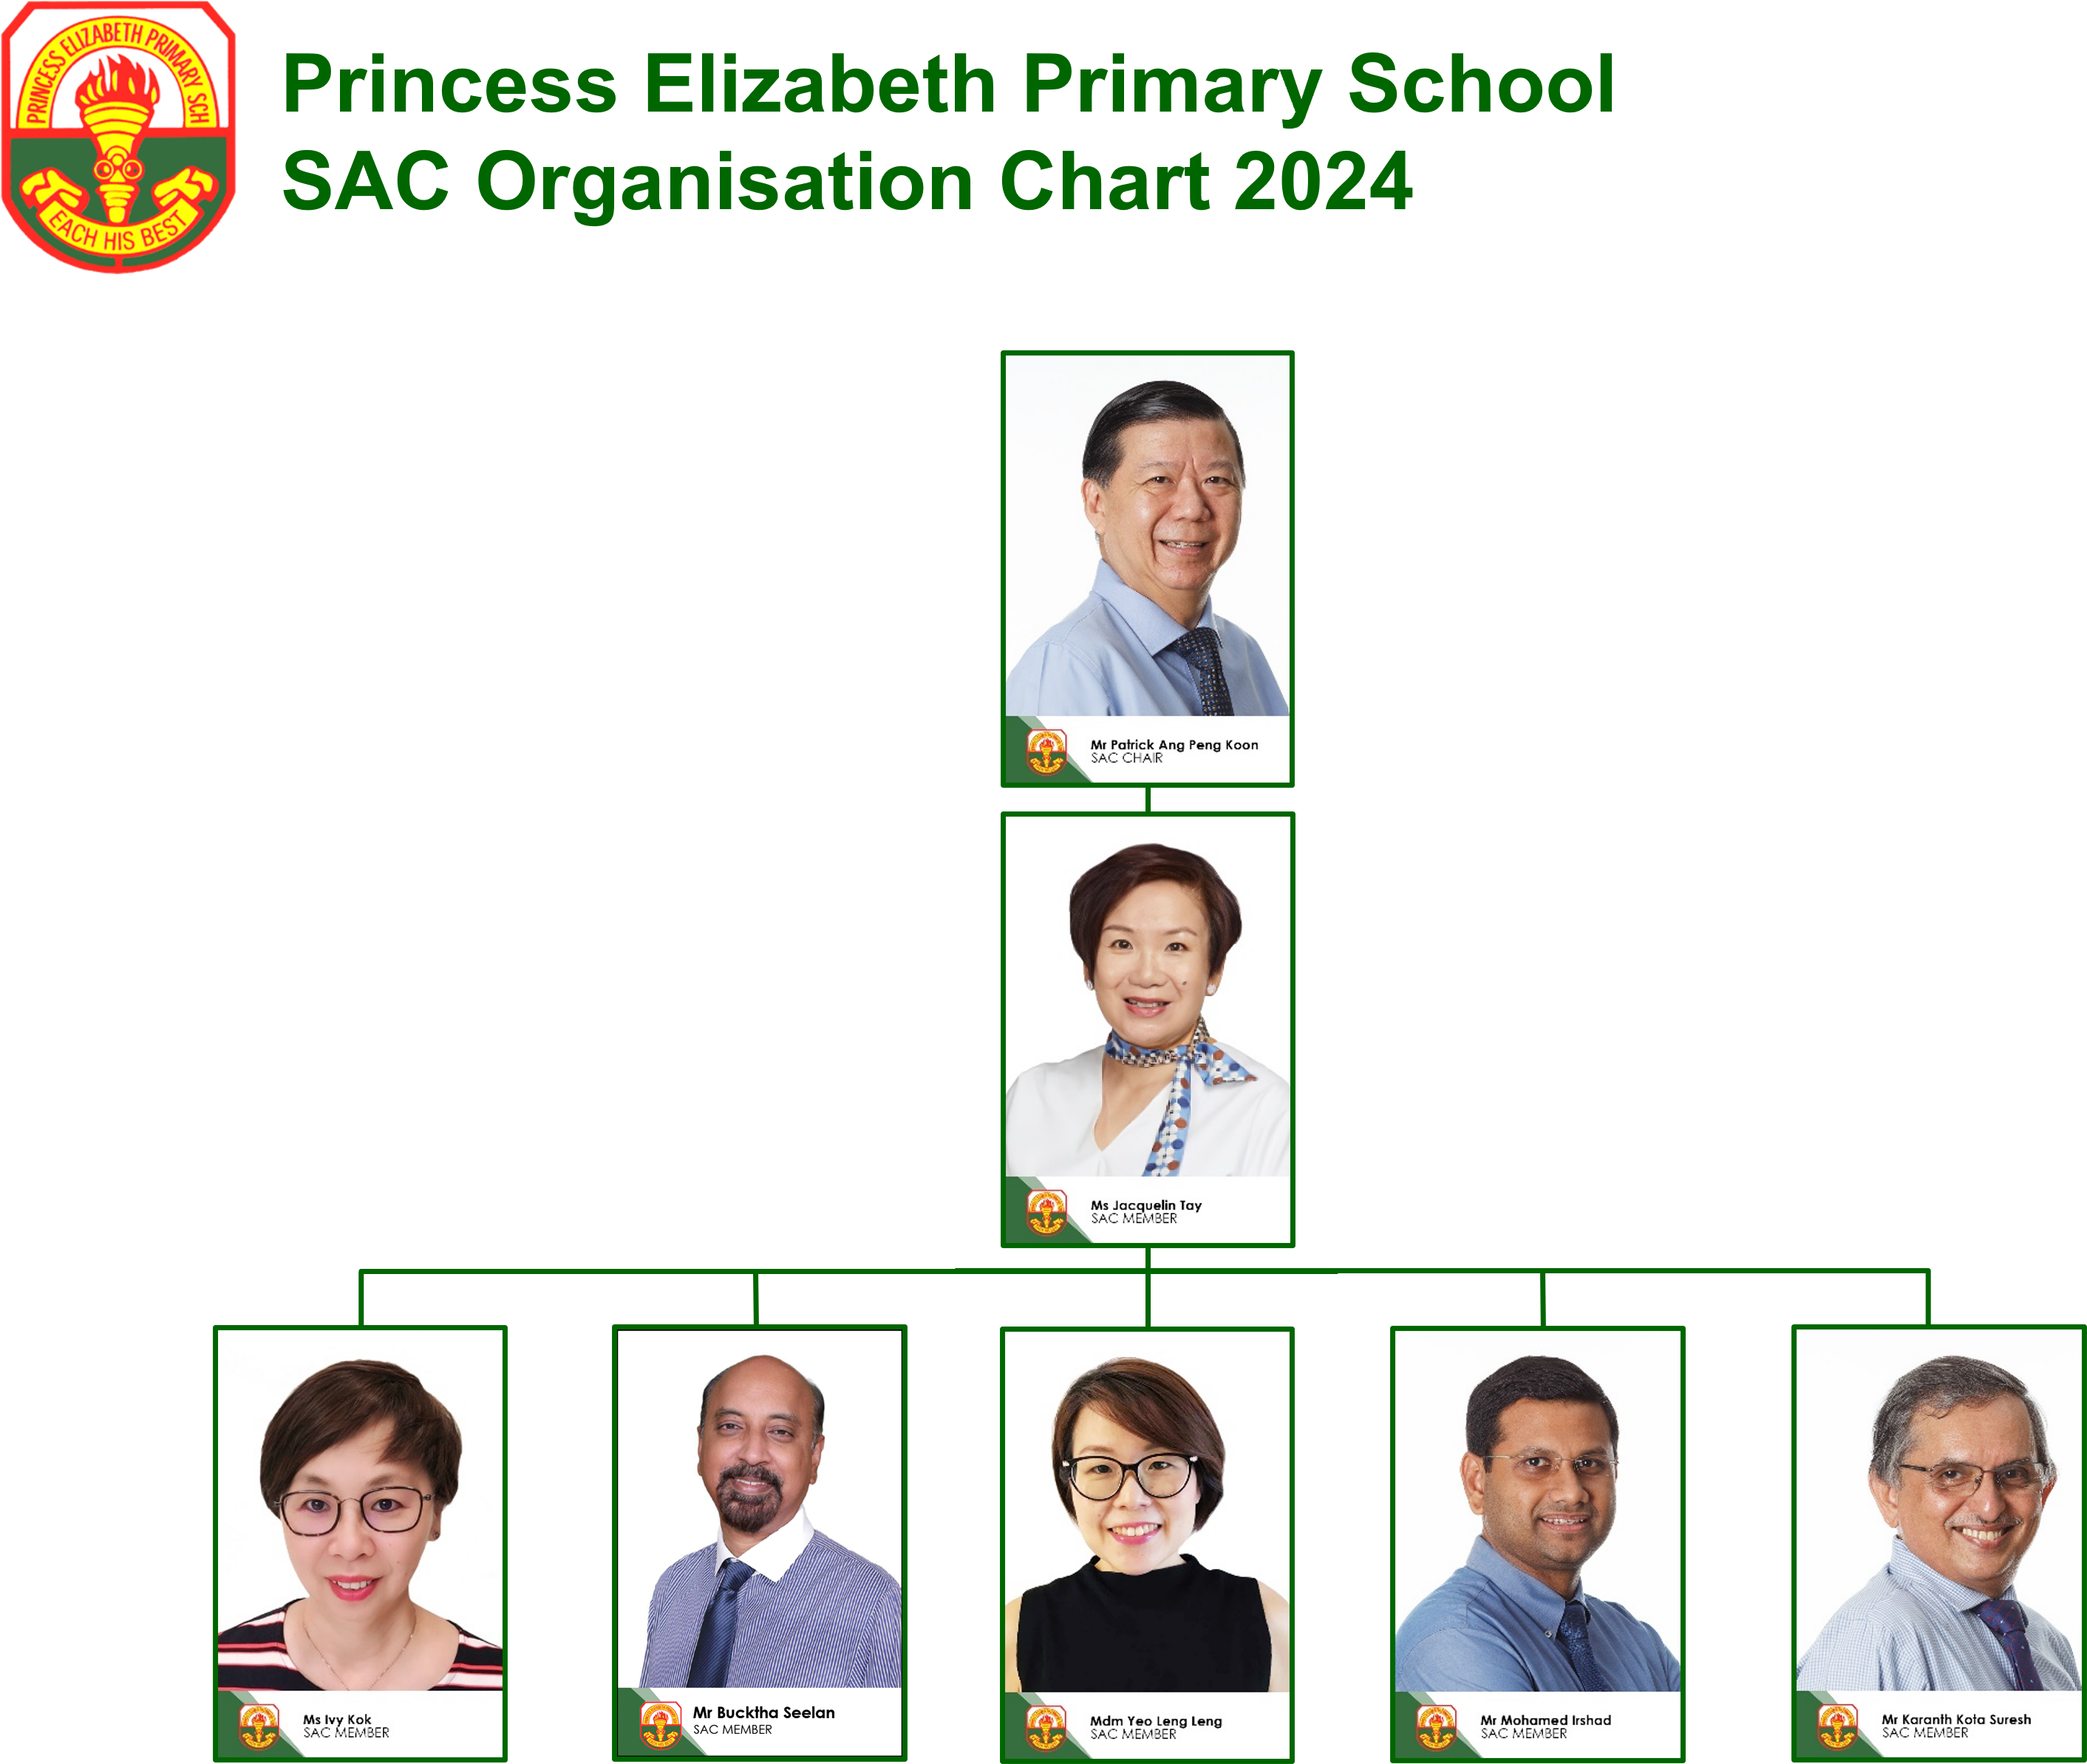 PRINCESS ELIZABETH PRIMARY SCH
EACH HIS BEST
Princess Elizabeth Primary School
SAC Organisation Chart 2024
Mr Patrick Ang Peng Koon
SAC CHAIR
Ms Jacquelin Tay
SAC MEMBER
Ms Ivy Kok
SAC MEMBER
Mr Bucktha Seelan
SAC MEMBER
Mdm Yeo Leng Leng
SAC MEMBER
Mr Mohamed Irshad
SAC MEMBER
Mr Karanth Kota Suresh
SAC MEMBER